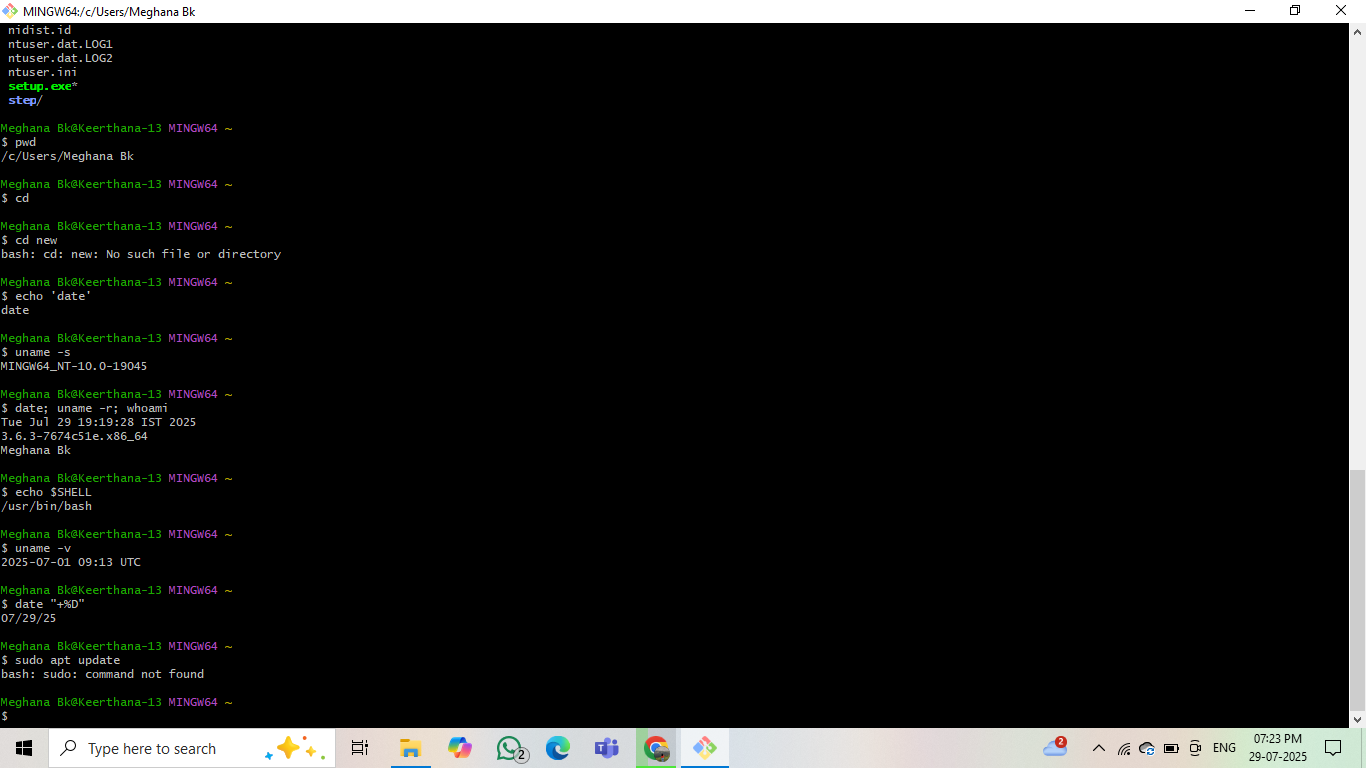 MINGW64:/c/Users/Meghana Bk
nidist.id
ntuser.dat.LOG1
ntuser.dat.LOG2
ntuser.ini
setup.exe*
step/
Meghana Bk@Keerthana-13 MINGW64 ~
$ pwd
/c/Users/Meghana Bk
Meghana Bk@Keerthana-13 MINGW64 ~
$ cd
Meghana Bk@Keerthana-13 MINGW64 ~
$ cd new
bash: cd: new: No such file or directory
Meghana Bk@Keerthana-13 MINGW64 ~
$ echo 'date'
date
Meghana Bk@Keerthana-13 MINGW64 ~
$ uname -s
MINGW64_NT-10.0-19045
Meghana Bk@Keerthana-13 MINGW64 ~
$ date; uname -r; whoami
Tue Jul 29 19:19:28 IST 2025
3.6.3-7674c51e.x86_64
Meghana Bk
Meghana Bk@Keerthana-13 MINGW64 ~
$ echo $SHELL
/usr/bin/bash
Meghana Bk@Keerthana-13 MINGW64 ~
$ uname -v
2025-07-01 09:13 UTC
Meghana Bk@Keerthana-13 MINGW64 ~
$ date "+%D"
07/29/25
Meghana Bk@Keerthana-13 MINGW64 ~
$ sudo apt update
bash: sudo: command not found
Meghana Bk@Keerthana-13 MINGW64 ~
$
Type here to search
2
2
ENG
07:23 PM
29-07-2025